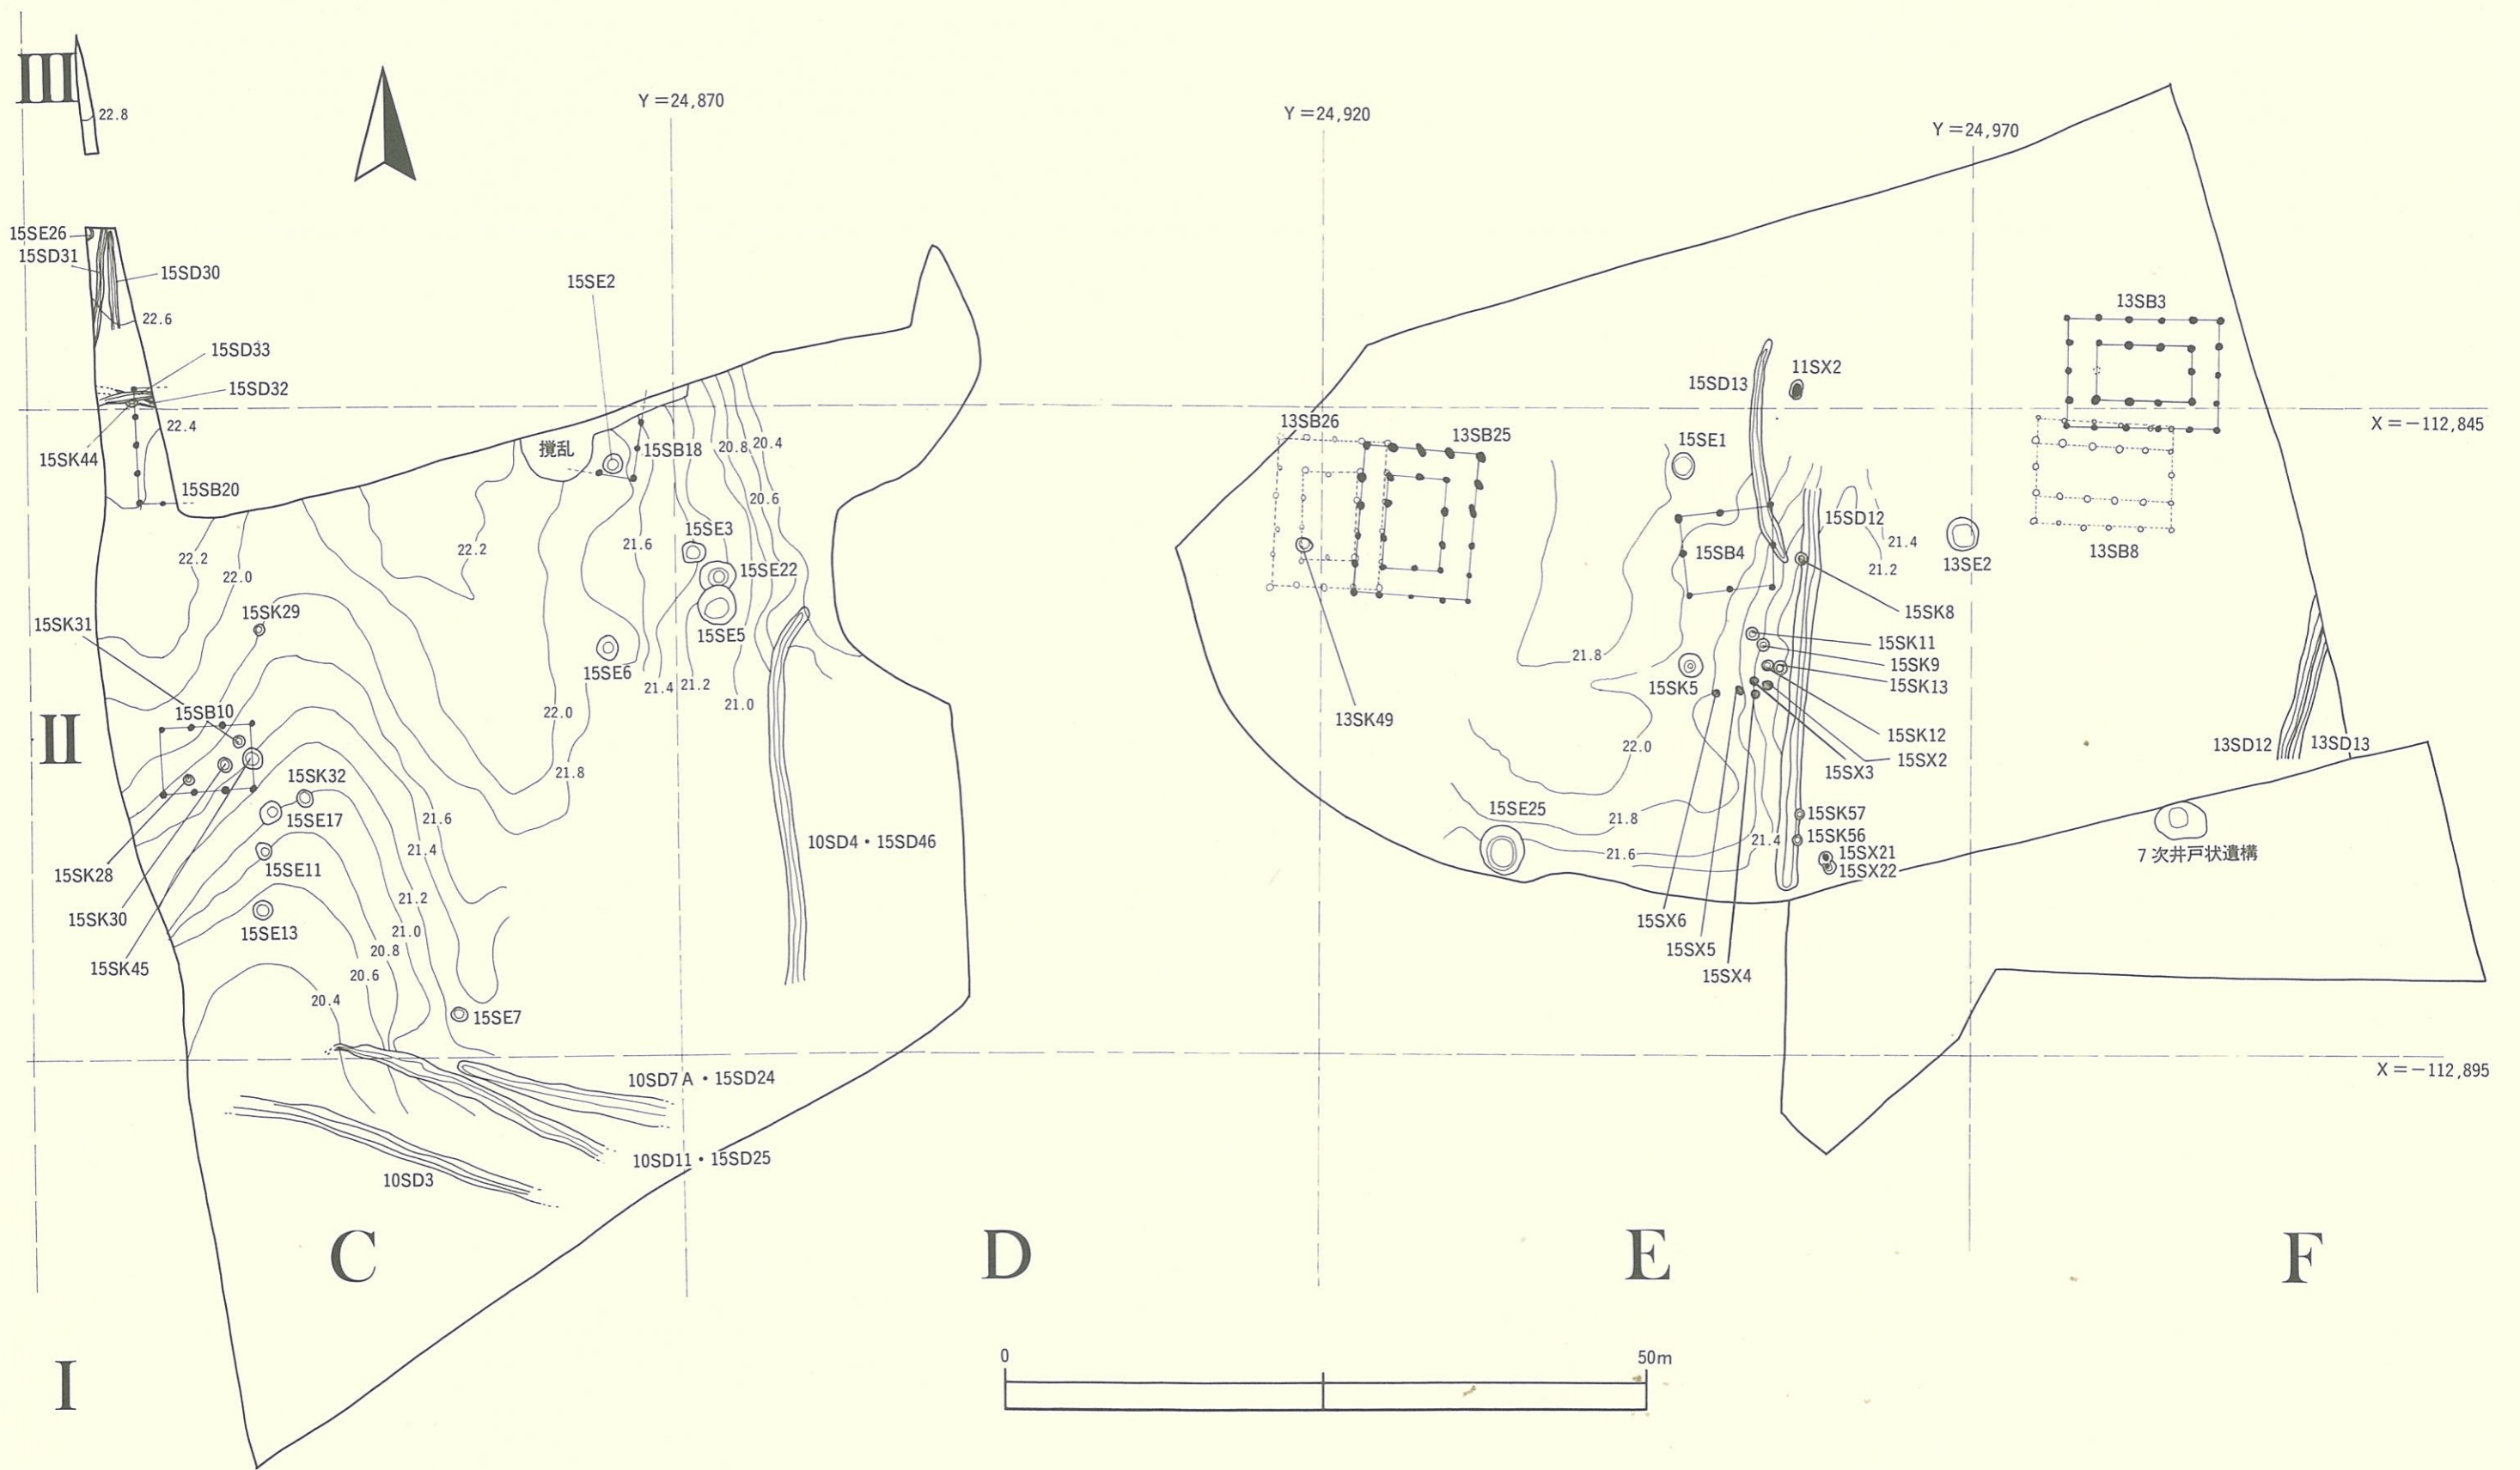 III
22.8
Y＝24,870
Y＝24,920
Y＝24,970
15SE26
15SD31
15SD30
22.6
15SE2
13SB3
15SD33
15SD32
15SD13
11SX2
X＝−112,845
22.4
15SK44
攪乱
15SB18
20.8
20.4
13SB26
13SB25
15SE1
15SB20
20.6
22.2
22.0
22.2
21.6
15SE3
15SE22
15SB4
15SD12
21.4
21.2
13SE2
13SB8
15SK29
15SK31
15SE5
15SE6
15SK8
15SK11
15SK9
15SK13
21.8
15SK5
21.4
21.2
21.0
22.0
13SK49
15SB10
II
15SK12
15SX2
15SX3
22.0
13SD12
13SD13
21.8
15SK32
15SE17
21.6
15SE25
21.8
15SK57
15SK56
15SX21
15SX22
7次井戸状遺構
21.4
21.4
21.6
10SD4・15SD46
15SE11
15SK28
21.2
15SK30
15SE13
21.0
20.8
15SX6
15SX5
15SX4
15SK45
20.6
20.4
15SE7
10SD7A・15SD24
X＝−112,895
10SD11・15SD25
10SD3
C
D
E
F
I
0
50m